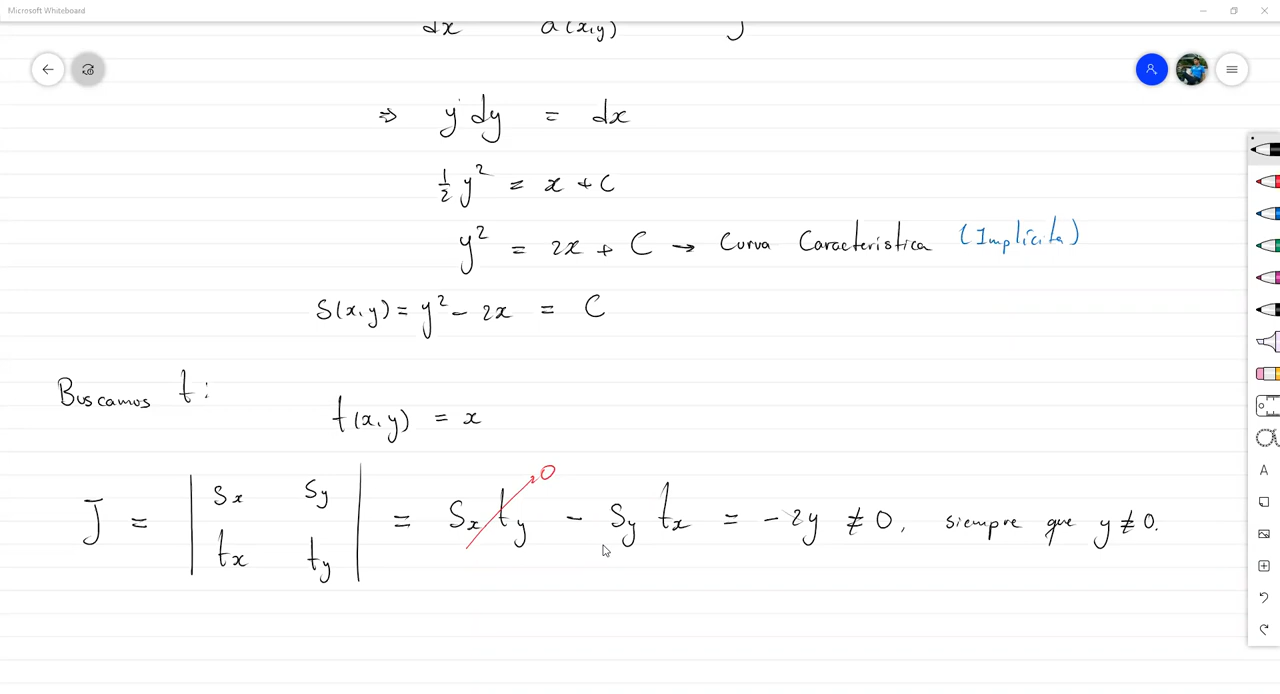 Microsoft Whiteboard
dx a(x,y) y
⇒ y dy = dx
½ y² = x + C
y² = 2x + C → Curva Característica (Implícita)
S(x,y) = y² - 2x = C
Buscamos t:
t(x,y) = x
J = | Sx Sy | = Sx ty - Sy tx = -2y ≠ 0, siempre que y ≠ 0.
0
| tx ty |
A